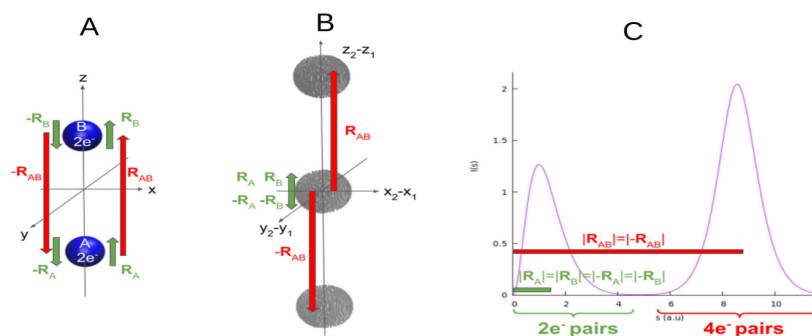 A
z
-R_B
B
2e⁻
R_B
-R_AB
R_AB
x
y
-R_A
A
2e⁻
R_A
B
z₂-z₁
R_AB
R_A R_B
-R_A -R_B
x₂-x₁
y₂-y₁
-R_AB
C
I(s)
2
1.5
1
0.5
0
|R_AB|=|-R_AB|
|R_A|=|R_B|=|-R_A|=|-R_B|
0 2 4 6 8 10
s (a.u)
2e⁻ pairs
4e⁻ pairs